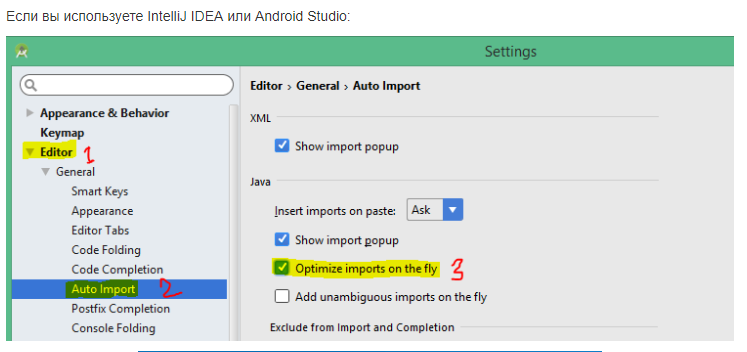 Если вы используете IntelliJ IDEA или Android Studio:
Settings
Appearance & Behavior
Keymap
Editor 1
General
Smart Keys
Appearance
Editor Tabs
Code Folding
Code Completion
Auto Import 2
Postfix Completion
Console Folding
Editor › General › Auto Import
XML
Show import popup
Java
Insert imports on paste: Ask
Show import popup
Optimize imports on the fly 3
Add unambiguous imports on the fly
Exclude from Import and Completion